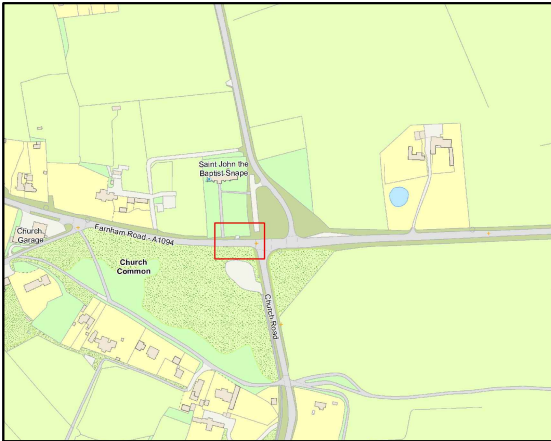 Saint John the
Baptist Snape
Church
Garage
Farnham Road - A1094
Church
Common
Church Road